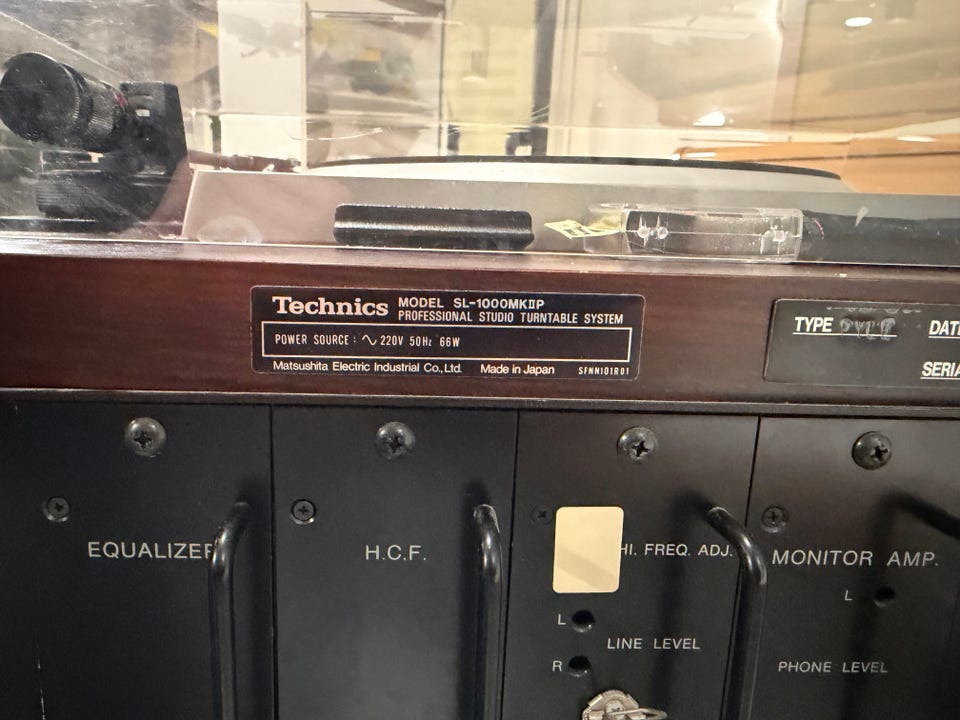 Technics MODEL SL-1000MKIIP
PROFESSIONAL STUDIO TURNTABLE SYSTEM
POWER SOURCE : ∿ 220V 50Hz 66W
Matsushita Electric Industrial Co., Ltd. Made in Japan SFNN101R01
TYPE
EQUALIZER
H.C.F.
HI. FREQ. ADJ.
L
LINE LEVEL
R
MONITOR AMP.
L
PHONE LEVEL